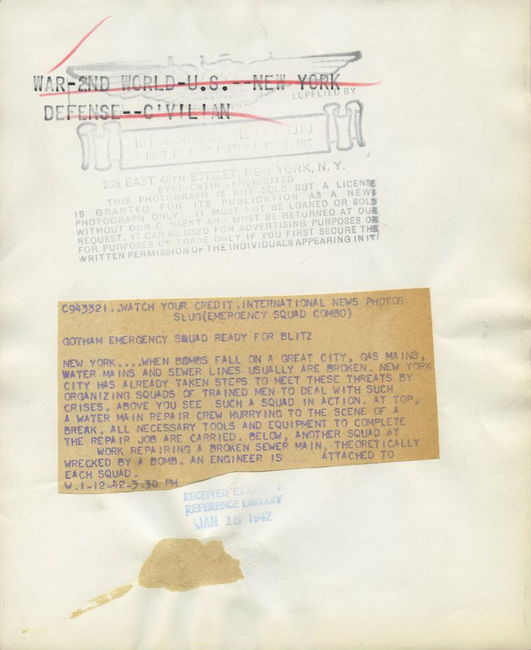 WAR-2ND WORLD-U.S. --NEW YORK
SUPPLIED BY
DEFENSE--CIVILIAN
INTERNATIONAL NEWS PHOTO
235 EAST 45TH STREET, NEW YORK, N. Y.
SYNDICATING PROHIBITED
THIS PHOTOGRAPH IS NOT SOLD BUT A LICENSE
IS GRANTED FOR ITS PUBLICATION AS A NEWS
PHOTOGRAPH ONLY. IT MUST NOT BE LOANED OR SOLD
WITHOUT OUR CONSENT AND MUST BE RETURNED AT OUR
REQUEST. IT CAN BE USED FOR ADVERTISING PURPOSES OR
FOR PURPOSES OF TRADE ONLY IF YOU FIRST SECURE THE
WRITTEN PERMISSION OF THE INDIVIDUALS APPEARING IN IT
C943321..WATCH YOUR CREDIT.INTERNATIONAL NEWS PHOTOS
SLUG(EMERGENCY SQUAD COMBO)
GOTHAM EMERGENCY SQUAD READY FOR BLITZ
NEW YORK....WHEN BOMBS FALL ON A GREAT CITY, GAS MAINS,
WATER MAINS AND SEWER LINES USUALLY ARE BROKEN. NEW YORK
CITY HAS ALREADY TAKEN STEPS TO MEET THESE THREATS BY
ORGANIZING SQUADS OF TRAINED MEN TO DEAL WITH SUCH
CRISES. ABOVE YOU SEE SUCH A SQUAD IN ACTION. AT TOP,
A WATER MAIN REPAIR CREW HURRYING TO THE SCENE OF A
BREAK. ALL NECESSARY TOOLS AND EQUIPMENT TO COMPLETE
THE REPAIR JOB ARE CARRIED. BELOW, ANOTHER SQUAD AT
WORK REPAIRING A BROKEN SEWER MAIN, THEORETICALLY
WRECKED BY A BOMB. AN ENGINEER IS .... ATTACHED TO
EACH SQUAD.
W.1-12-42-3.30 PM
RECEIVED
REFERENCE LIBRARY
JAN 1942